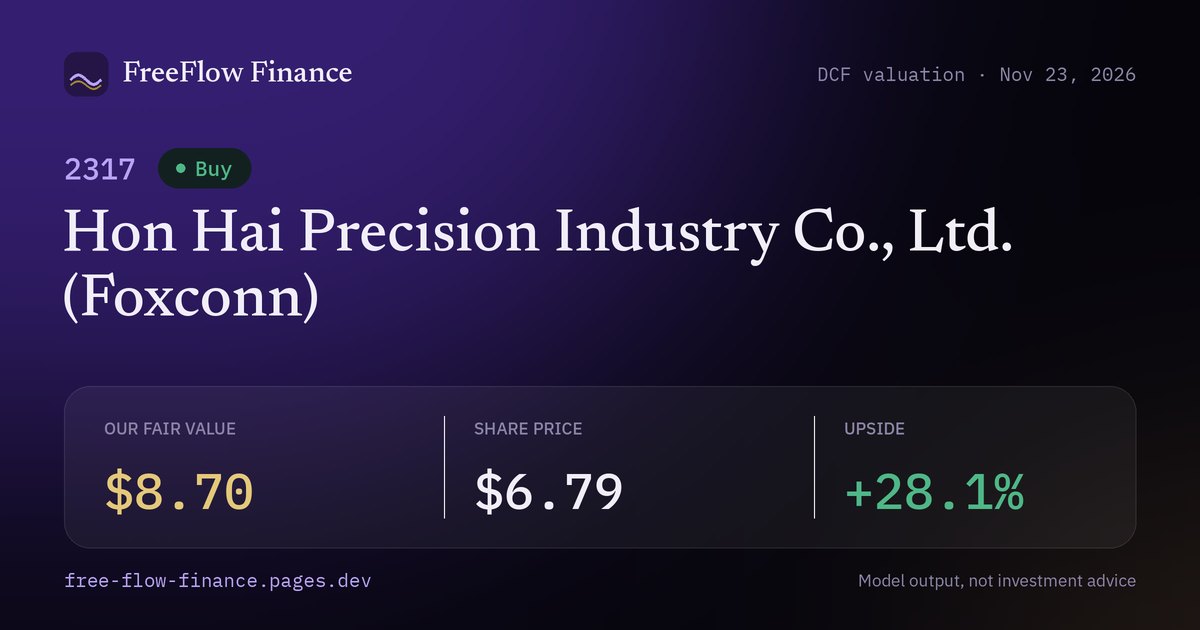 FreeFlow Finance
DCF valuation · Nov 23, 2026
2317
Buy
Hon Hai Precision Industry Co., Ltd.
(Foxconn)
OUR FAIR VALUE
$8.70
SHARE PRICE
$6.79
UPSIDE
+28.1%
free-flow-finance.pages.dev
Model output, not investment advice